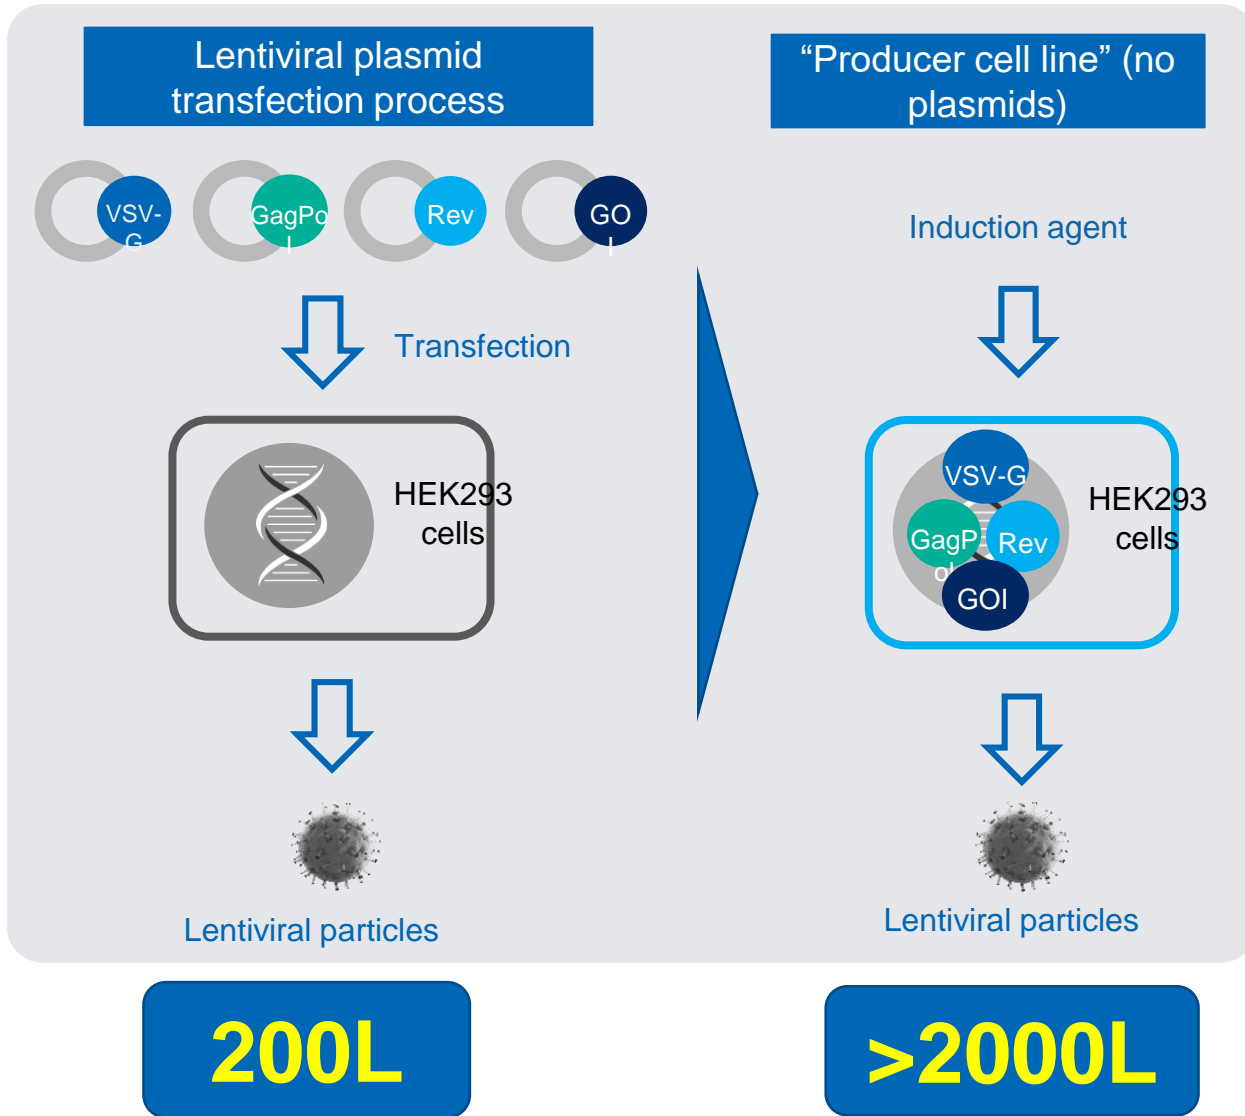 Lentiviral plasmid
transfection process
VSV-
G
GagPo
l
Rev
GO
I
Transfection
HEK293
cells
Lentiviral particles
200L
“Producer cell line” (no
plasmids)
Induction agent
VSV-G
GagP
ol
Rev
GOI
HEK293
cells
Lentiviral particles
>2000L